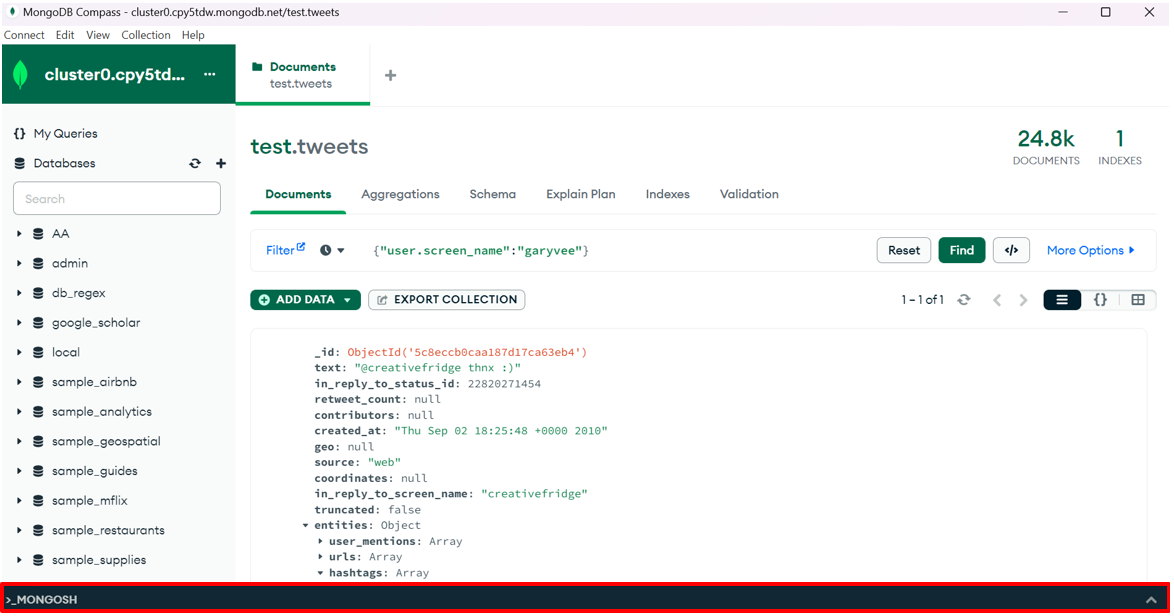 MongoDB Compass - cluster0.cpy5tdw.mongodb.net/test.tweets
Connect Edit View Collection Help
cluster0.cpy5td... ...
Documents
test.tweets
+
{} My Queries
Databases
Search
AA
admin
db_regex
google_scholar
local
sample_airbnb
sample_analytics
sample_geospatial
sample_guides
sample_mflix
sample_restaurants
sample_supplies
test.tweets
24.8k
DOCUMENTS
1
INDEXES
Documents Aggregations Schema Explain Plan Indexes Validation
Filter {"user.screen_name":"garyvee"} Reset Find </> More Options
ADD DATA EXPORT COLLECTION 1 – 1 of 1 {}
_id: ObjectId('5c8eccb0caa187d17ca63eb4')
text: "@creativefridge thnx :)"
in_reply_to_status_id: 22820271454
retweet_count: null
contributors: null
created_at: "Thu Sep 02 18:25:48 +0000 2010"
geo: null
source: "web"
coordinates: null
in_reply_to_screen_name: "creativefridge"
truncated: false
entities: Object
user_mentions: Array
urls: Array
hashtags: Array
>_MONGOSH